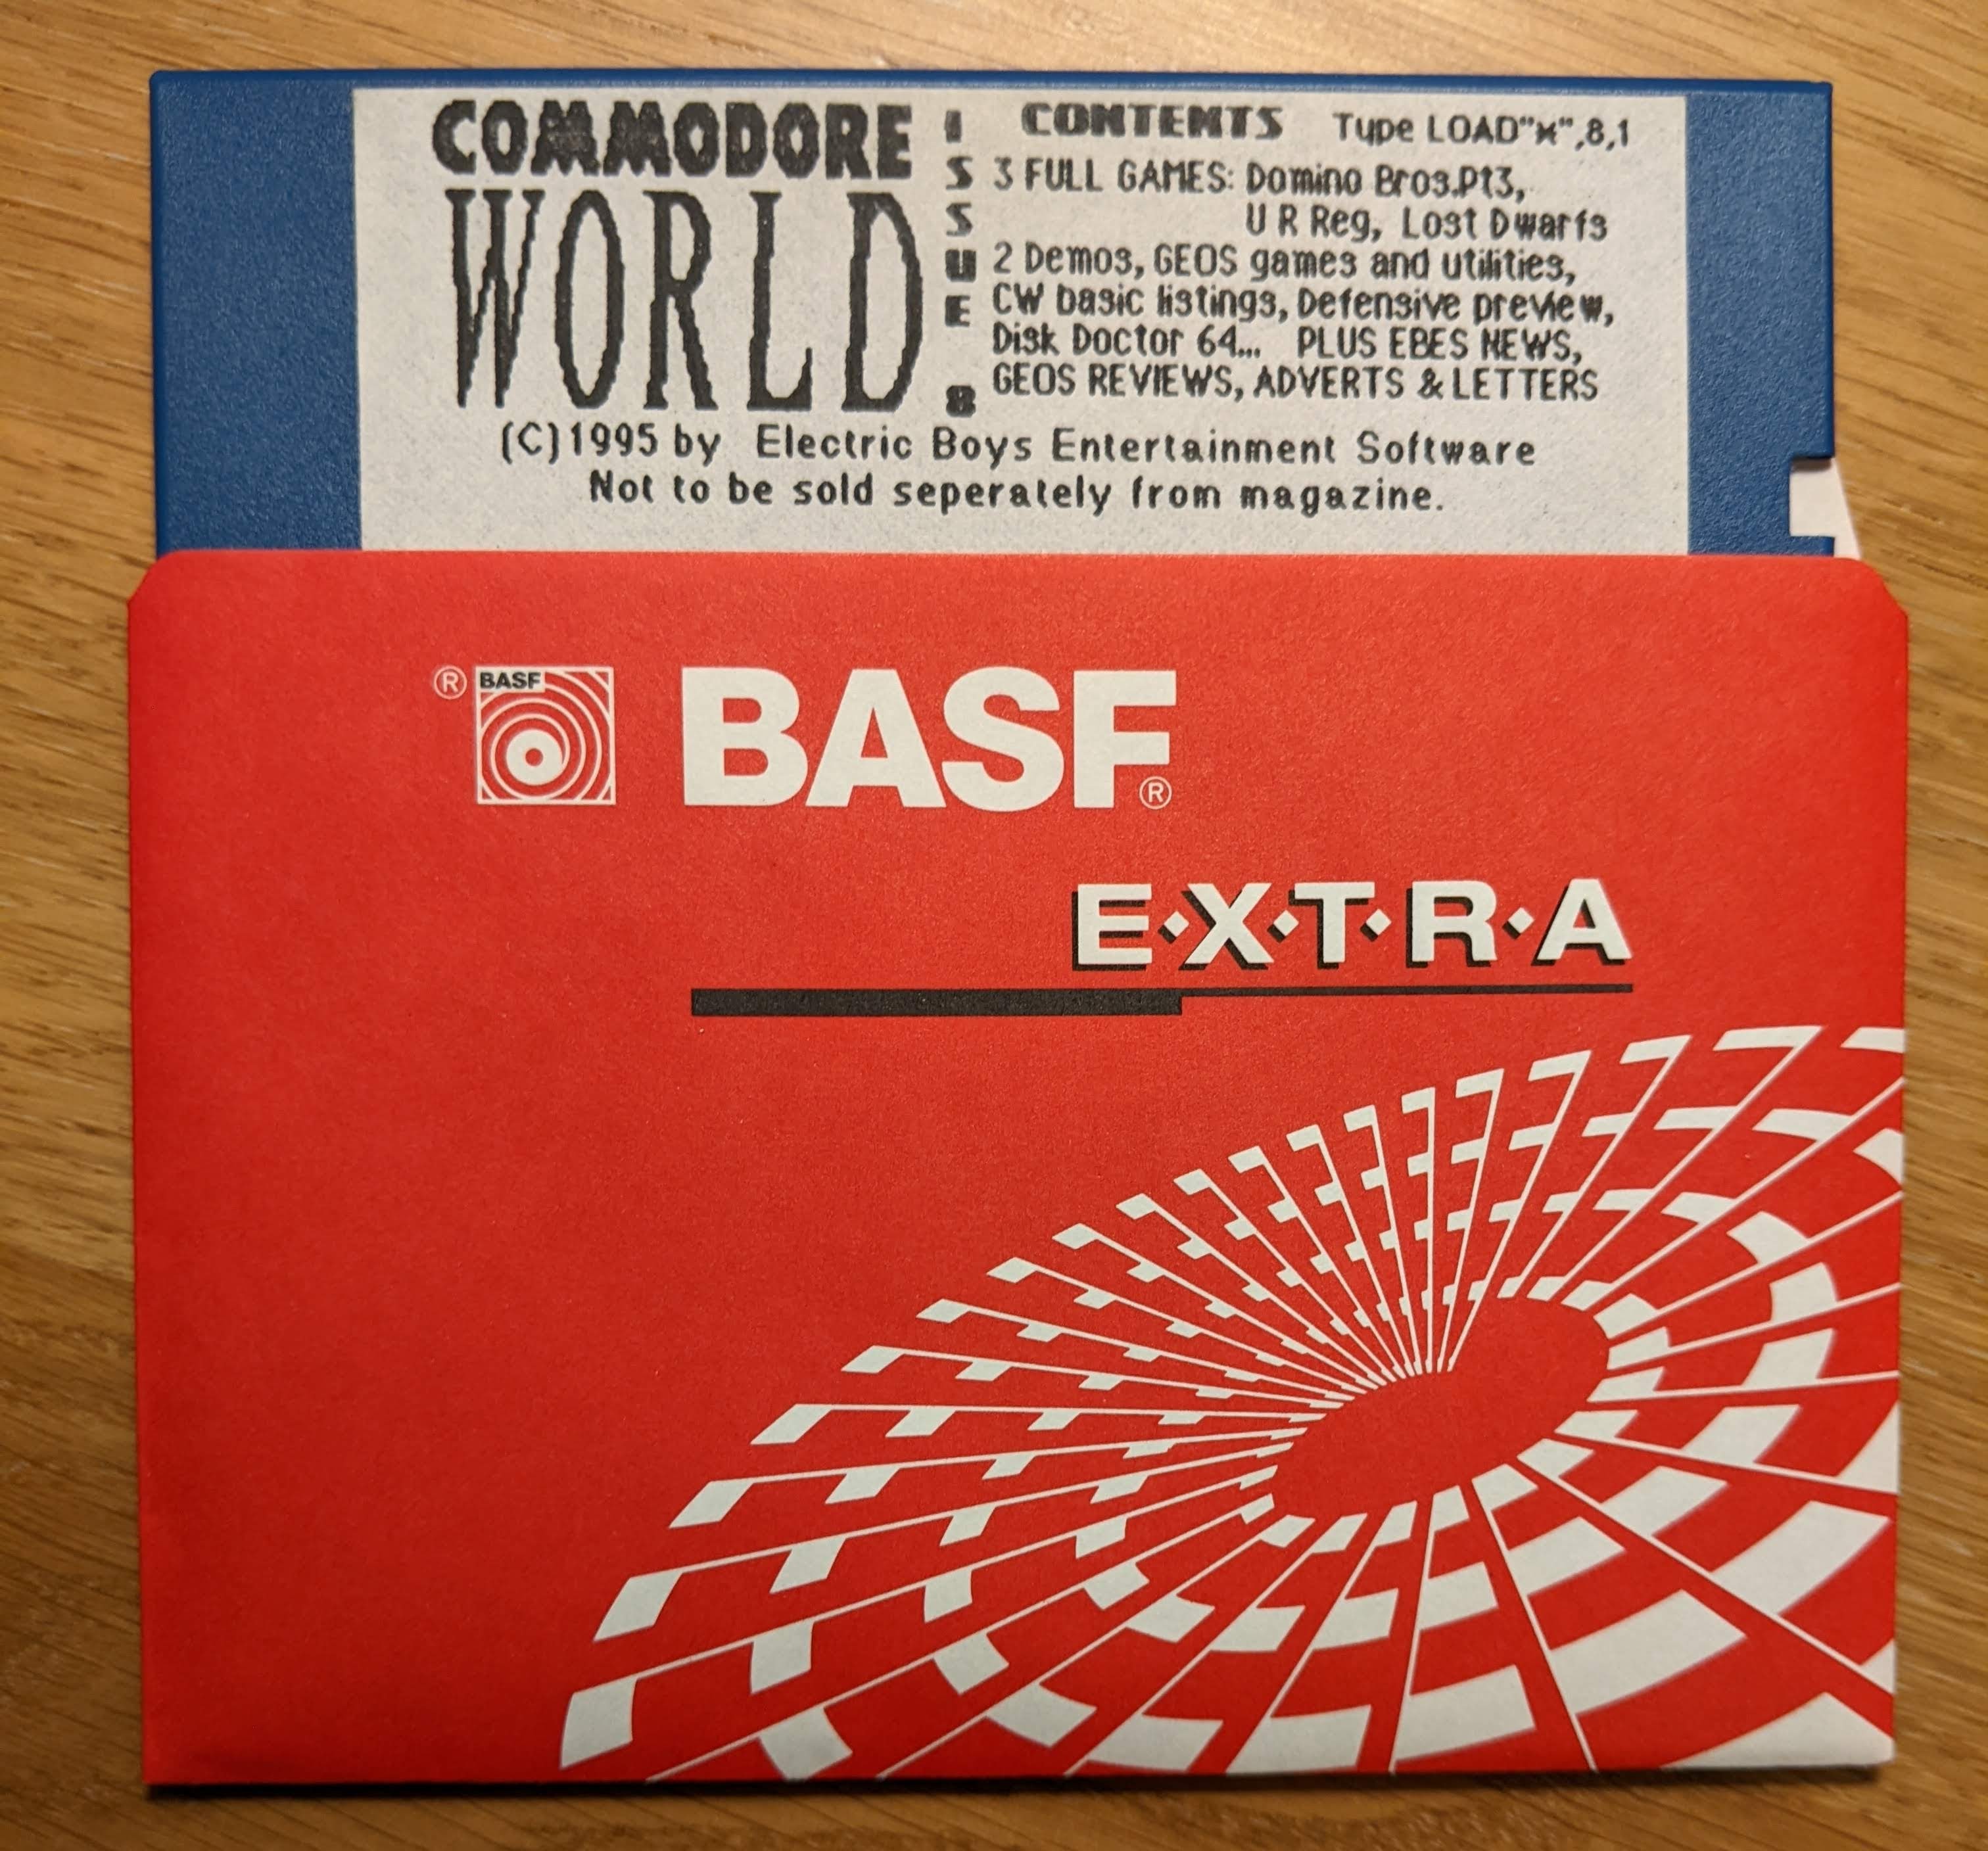 COMMODORE
WORLD
ISSUE 8
CONTENTS Type LOAD"*",8,1
3 FULL GAMES: Domino Bros.Pt3,
U R Reg, Lost Dwarfs
2 Demos, GEOS games and utilities,
CW basic listings, Defensive preview,
Disk Doctor 64... PLUS EBES NEWS,
GEOS REVIEWS, ADVERTS & LETTERS
(C)1995 by Electric Boys Entertainment Software
Not to be sold seperately from magazine.
® BASF BASF®
E·X·T·R·A